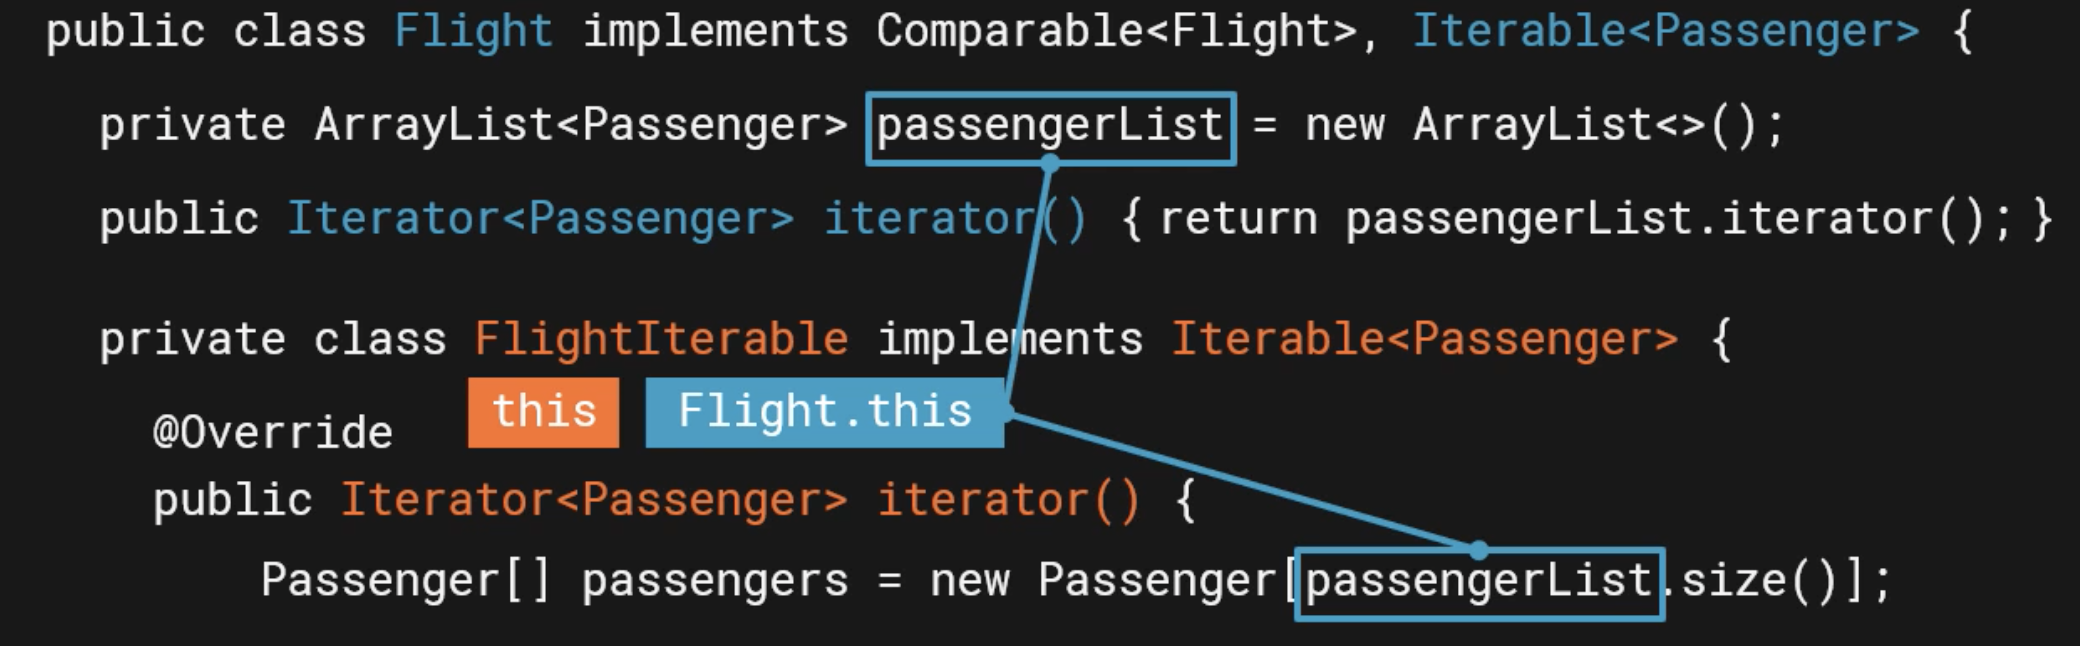 public class Flight implements Comparable<Flight>, Iterable<Passenger> {
private ArrayList<Passenger> passengerList = new ArrayList<>();
public Iterator<Passenger> iterator() { return passengerList.iterator(); }
private class FlightIterable implements Iterable<Passenger> {
this Flight.this
@Override
public Iterator<Passenger> iterator() {
Passenger[] passengers = new Passenger[passengerList.size()];